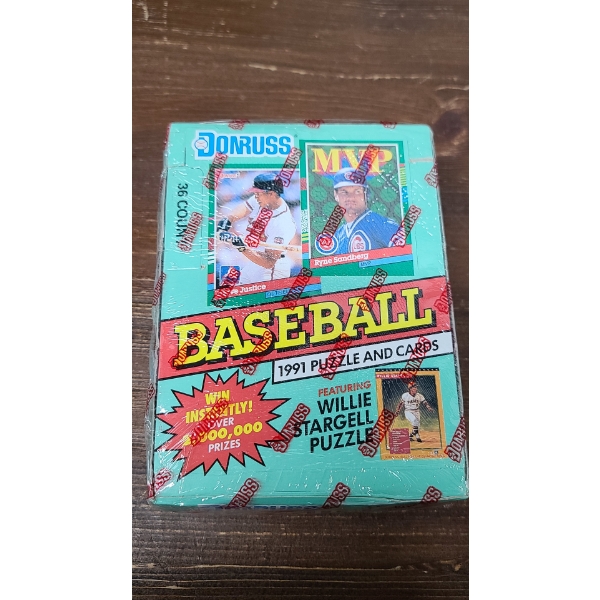 DONRUSS
36 COUNT
MVP
Justice
Ryne Sandberg
BASEBALL
1991 PUZZLE AND CARDS
WIN
INSTANTLY!
OVER
PRIZES
FEATURING
WILLIE
STARGELL
PUZZLE
DONRUSS